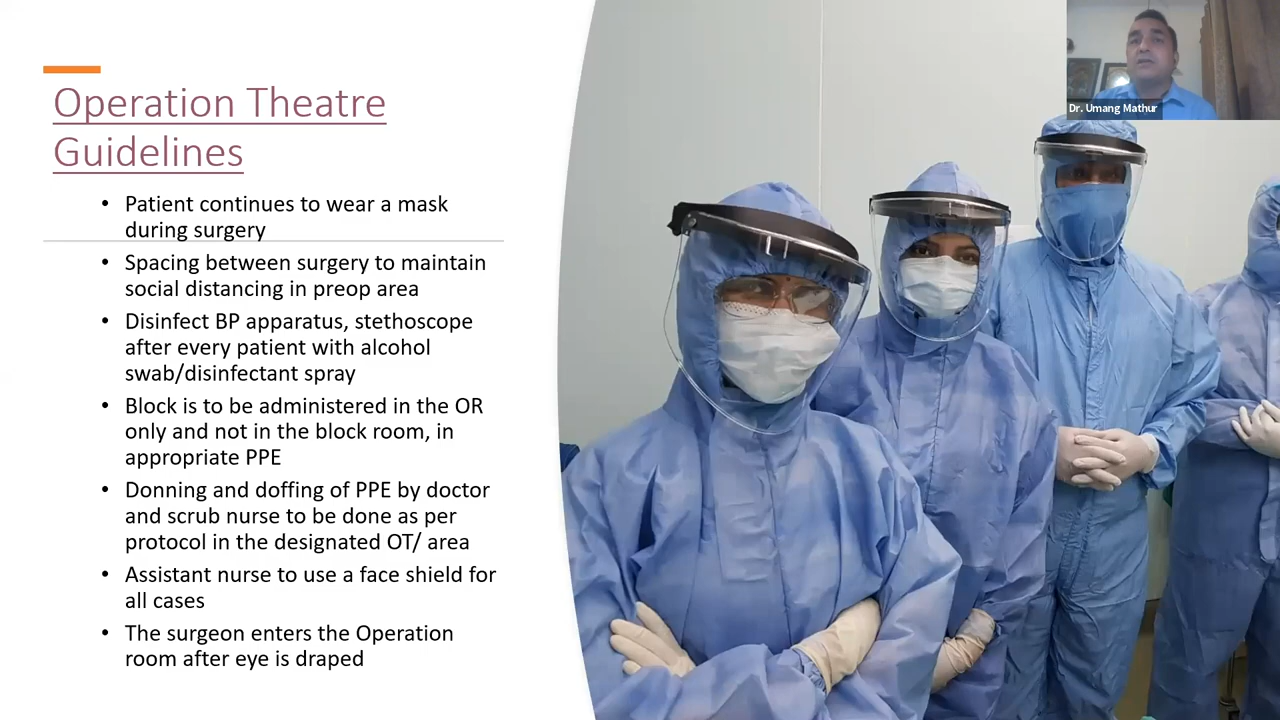 Dr. Umang Mathur
Operation Theatre
Guidelines
• Patient continues to wear a mask
during surgery
• Spacing between surgery to maintain
social distancing in preop area
• Disinfect BP apparatus, stethoscope
after every patient with alcohol
swab/disinfectant spray
• Block is to be administered in the OR
only and not in the block room, in
appropriate PPE
• Donning and doffing of PPE by doctor
and scrub nurse to be done as per
protocol in the designated OT/ area
• Assistant nurse to use a face shield for
all cases
• The surgeon enters the Operation
room after eye is draped